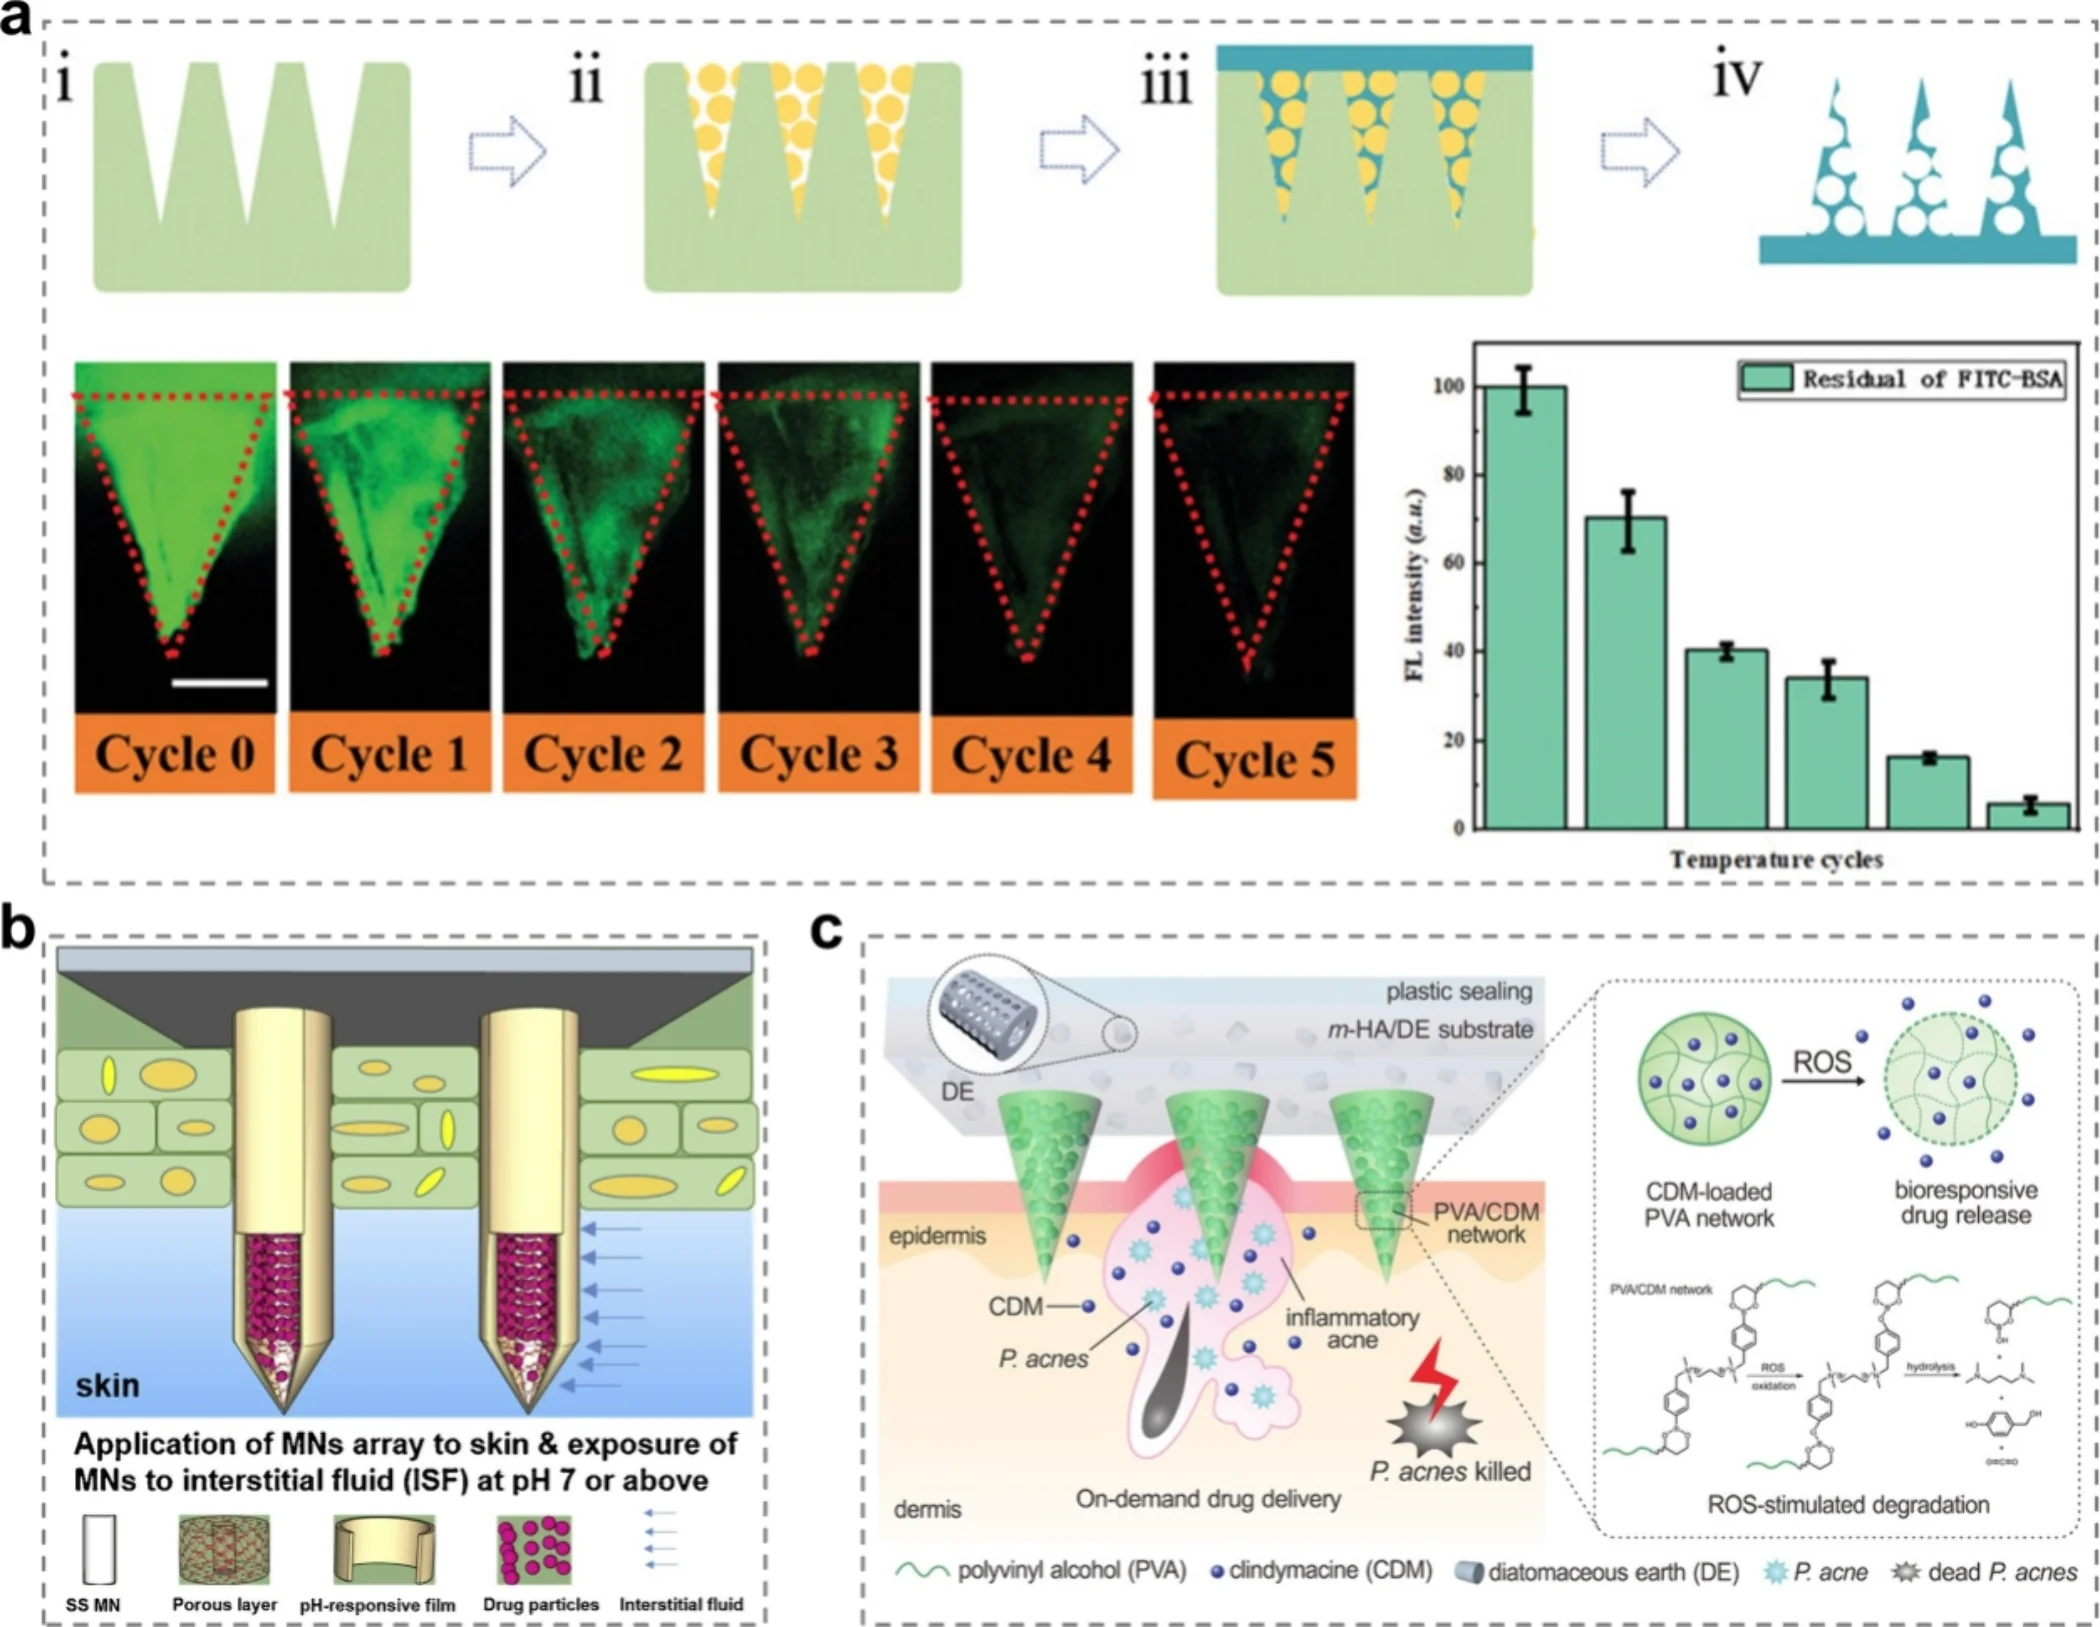 a
i
ii
iii
iv
Cycle 0
Cycle 1
Cycle 2
Cycle 3
Cycle 4
Cycle 5
Residual of FITC-BSA
FL intensity (a.u.)
100
80
60
40
20
0
Temperature cycles
b
skin
Application of MNs array to skin & exposure of
MNs to interstitial fluid (ISF) at pH 7 or above
SS MN
Porous layer
pH-responsive film
Drug particles
Interstitial fluid
c
plastic sealing
m-HA/DE substrate
DE
epidermis
PVA/CDM
network
CDM
P. acnes
inflammatory
acne
P. acnes killed
On-demand drug delivery
dermis
ROS
CDM-loaded
PVA network
bioresponsive
drug release
PVA/CDM network
ROS
oxidation
hydrolysis
OH
HO
OH
O=C=O
ROS-stimulated degradation
polyvinyl alcohol (PVA)
clindymacine (CDM)
diatomaceous earth (DE)
P. acne
dead P. acnes